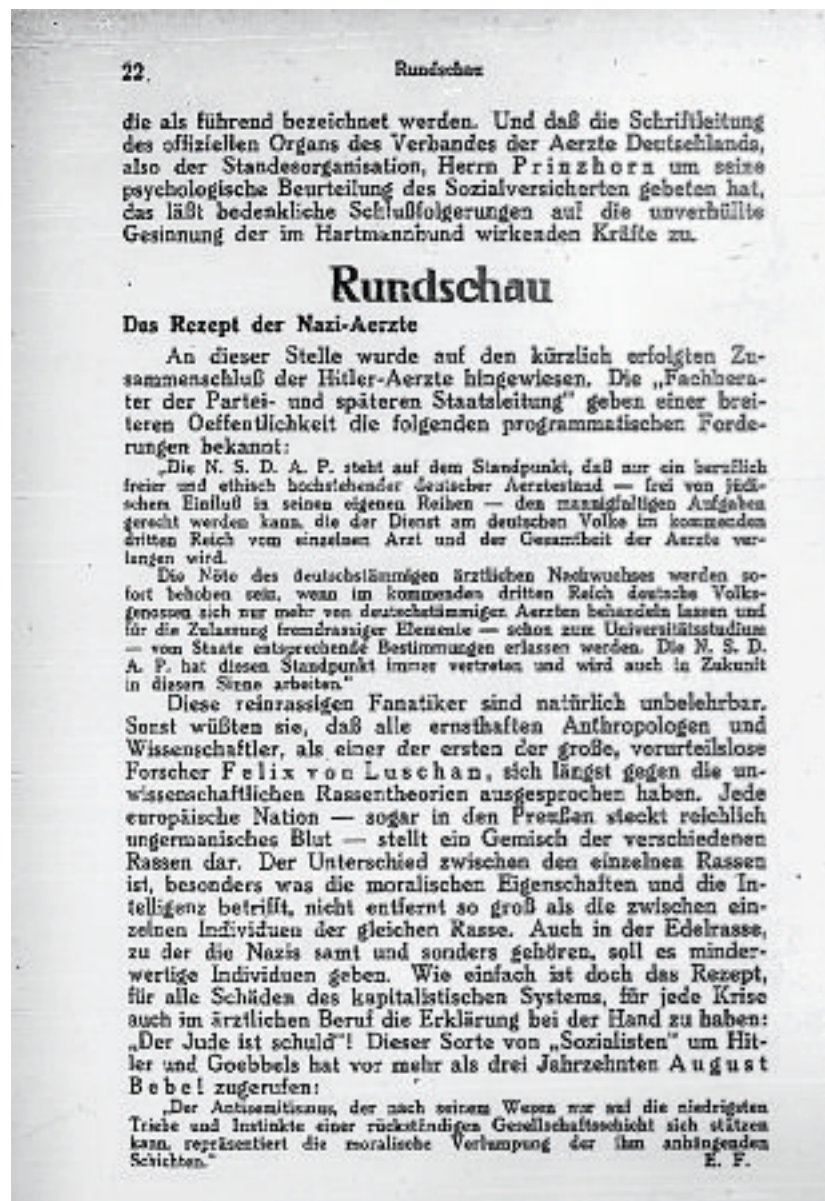 22.
Rundschau
die als führend bezeichnet werden. Und daß die Schriftleitung
des offiziellen Organs des Verbandes der Aerzte Deutschlands,
also der Standesorganisation, Herrn Prinzhorn um seine
psychologische Beurteilung des Sozialversicherten gebeten hat,
das läßt bedenkliche Schlußfolgerungen auf die unverhüllte
Gesinnung der im Hartmannbund wirkenden Kräfte zu.
Rundschau
Das Rezept der Nazi-Aerzte
An dieser Stelle wurde auf den kürzlich erfolgten Zu-
sammenschluß der Hitler-Aerzte hingewiesen. Die „Fachbera-
ter der Partei- und späteren Staatsleitung" geben einer brei-
teren Oeffentlichkeit die folgenden programmatischen Forde-
rungen bekannt:
„Die N. S. D. A. P. steht auf dem Standpunkt, daß nur ein beruflich
freier und ethisch hochstehender deutscher Aerztestand — frei von jüdi-
schem Einfluß in seinen eigenen Reihen — den mannigfaltigen Aufgaben
gerecht werden kann, die der Dienst am deutschen Volke im kommenden
dritten Reich vom einzelnen Arzt und der Gesamtheit der Aerzte ver-
langen wird.
Die Nöte des deutschstämmigen ärztlichen Nachwuchses werden so-
fort behoben sein, wenn im kommenden dritten Reich deutsche Volks-
genossen sich nur mehr von deutschstämmigen Aerzten behandeln lassen und
für die Zulassung fremdrassiger Elemente — schon zum Universitätsstudium
— vom Staate entsprechende Bestimmungen erlassen werden. Die N. S. D.
A. P. hat diesen Standpunkt immer vertreten und wird auch in Zukunft
in diesem Sinne arbeiten."
Diese reinrassigen Fanatiker sind natürlich unbelehrbar.
Sonst wüßten sie, daß alle ernsthaften Anthropologen und
Wissenschaftler, als einer der ersten der große, vorurteilslose
Forscher Felix von Luschan, sich längst gegen die un-
wissenschaftlichen Rassentheorien ausgesprochen haben. Jede
europäische Nation — sogar in den Preußen steckt reichlich
ungermanisches Blut — stellt ein Gemisch der verschiedenen
Rassen dar. Der Unterschied zwischen den einzelnen Rassen
ist, besonders was die moralischen Eigenschaften und die In-
telligenz betrifft, nicht entfernt so groß als die zwischen ein-
zelnen Individuen der gleichen Rasse. Auch in der Edelrasse,
zu der die Nazis samt und sonders gehören, soll es minder-
wertige Individuen geben. Wie einfach ist doch das Rezept,
für alle Schäden des kapitalistischen Systems, für jede Krise
auch im ärztlichen Beruf die Erklärung bei der Hand zu haben:
„Der Jude ist schuld"! Dieser Sorte von „Sozialisten" um Hit-
ler und Goebbels hat vor mehr als drei Jahrzehnten August
Bebel zugerufen:
„Der Antisemitismus, der nach seinem Wesen nur auf die niedrigsten
Triebe und Instinkte einer rückständigen Gesellschaftsschicht sich stützen
kann, repräsentiert die moralische Verlumpung der ihm anhängenden
Schichten."
E. F.